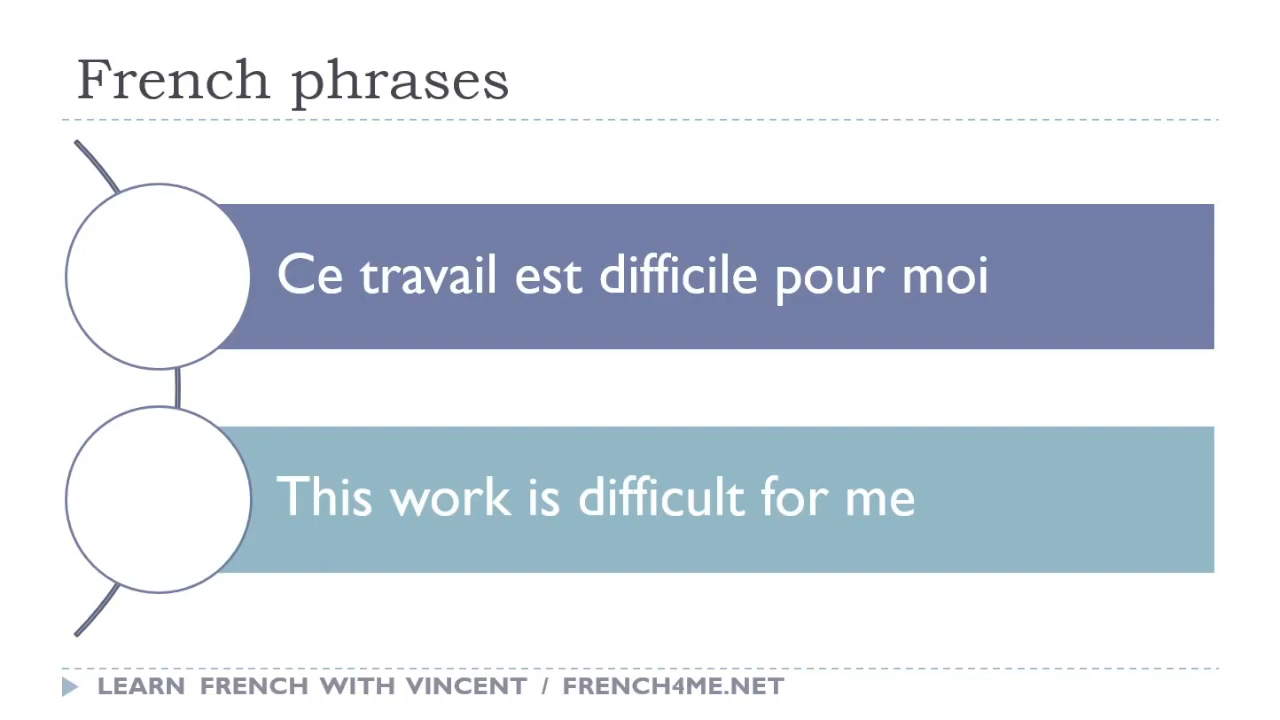 French phrases
Ce travail est difficile pour moi
This work is difficult for me
LEARN FRENCH WITH VINCENT / FRENCH4ME.NET